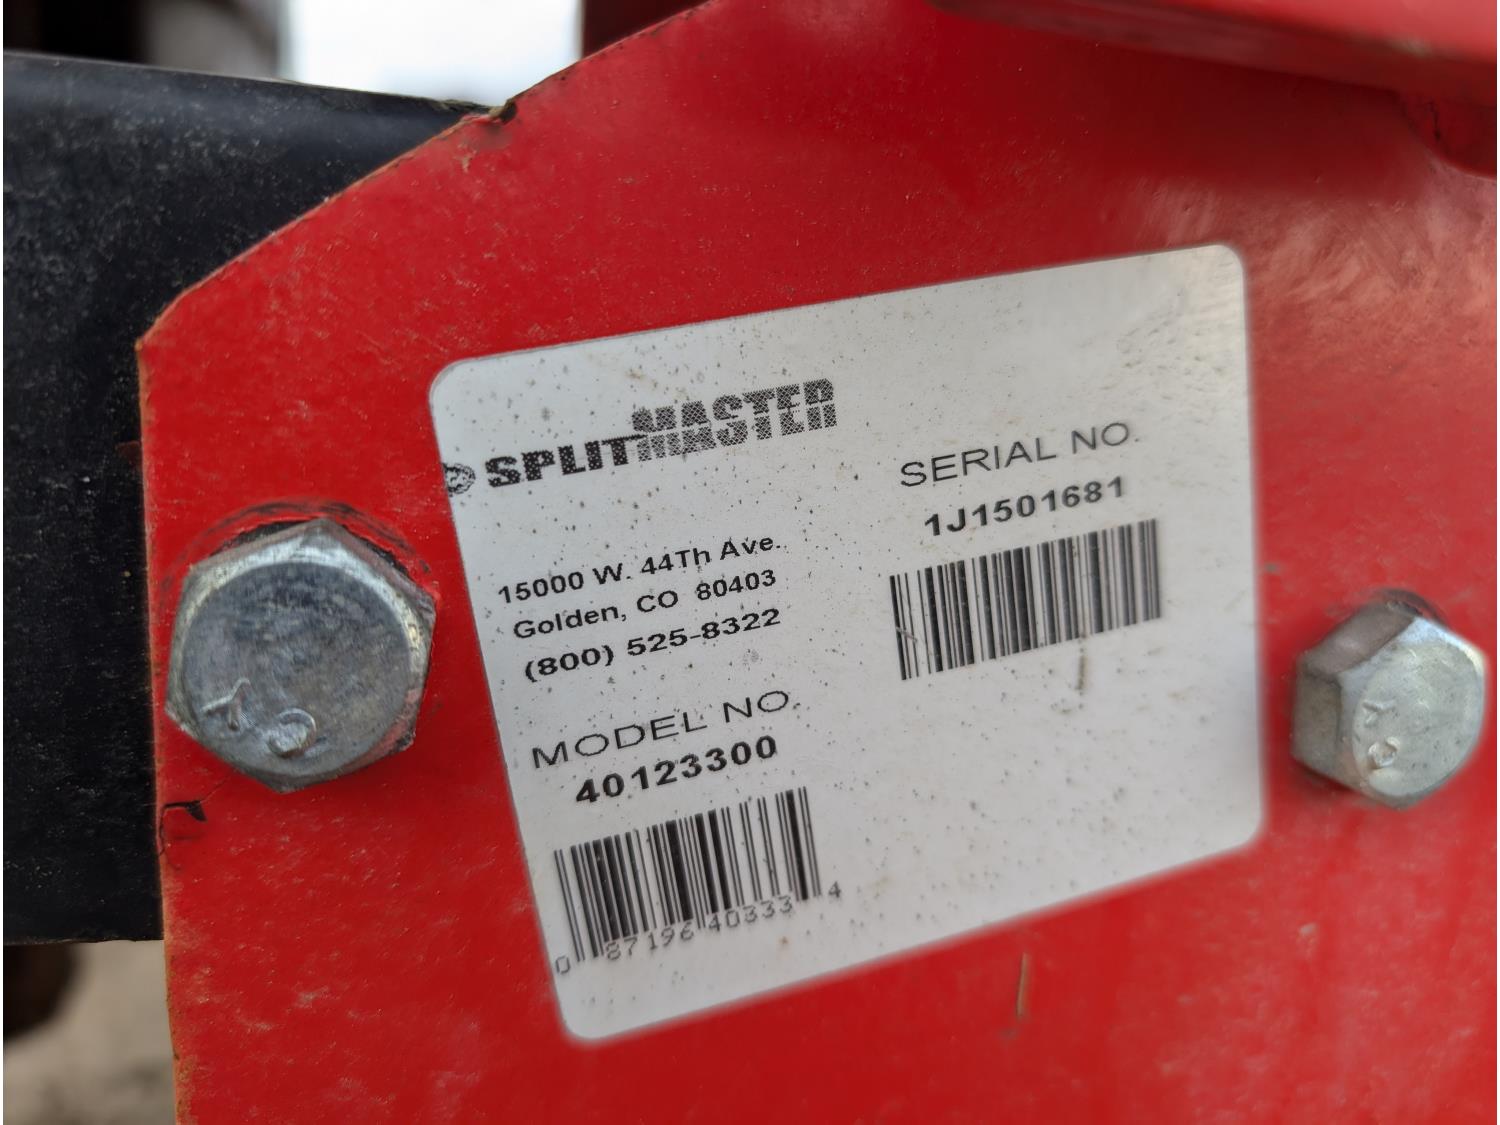 SPLITMASTER
15000 W. 44Th Ave.
Golden, CO 80403
(800) 525-8322
MODEL NO.
40123300
0 87196 40333 4
SERIAL NO.
1J1501681